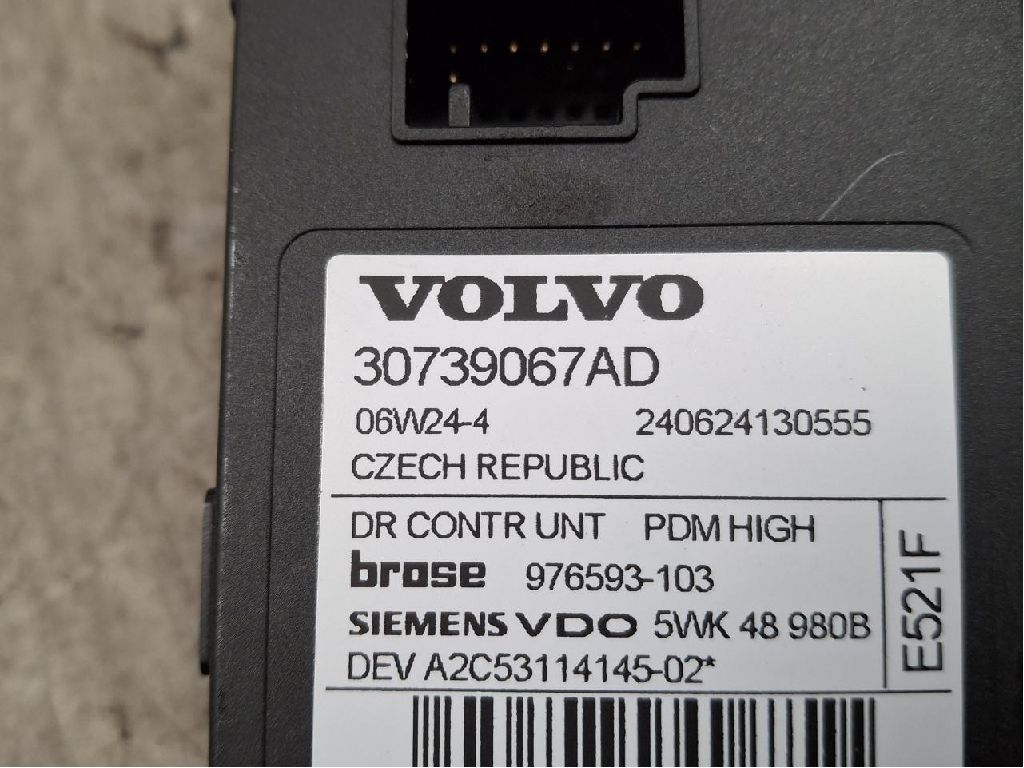 VOLVO
30739067AD
06W24-4 240624130555
CZECH REPUBLIC
DR CONTR UNT PDM HIGH
brose 976593-103
SIEMENS VDO 5WK 48 980B
DEV A2C53114145-02*
E521F